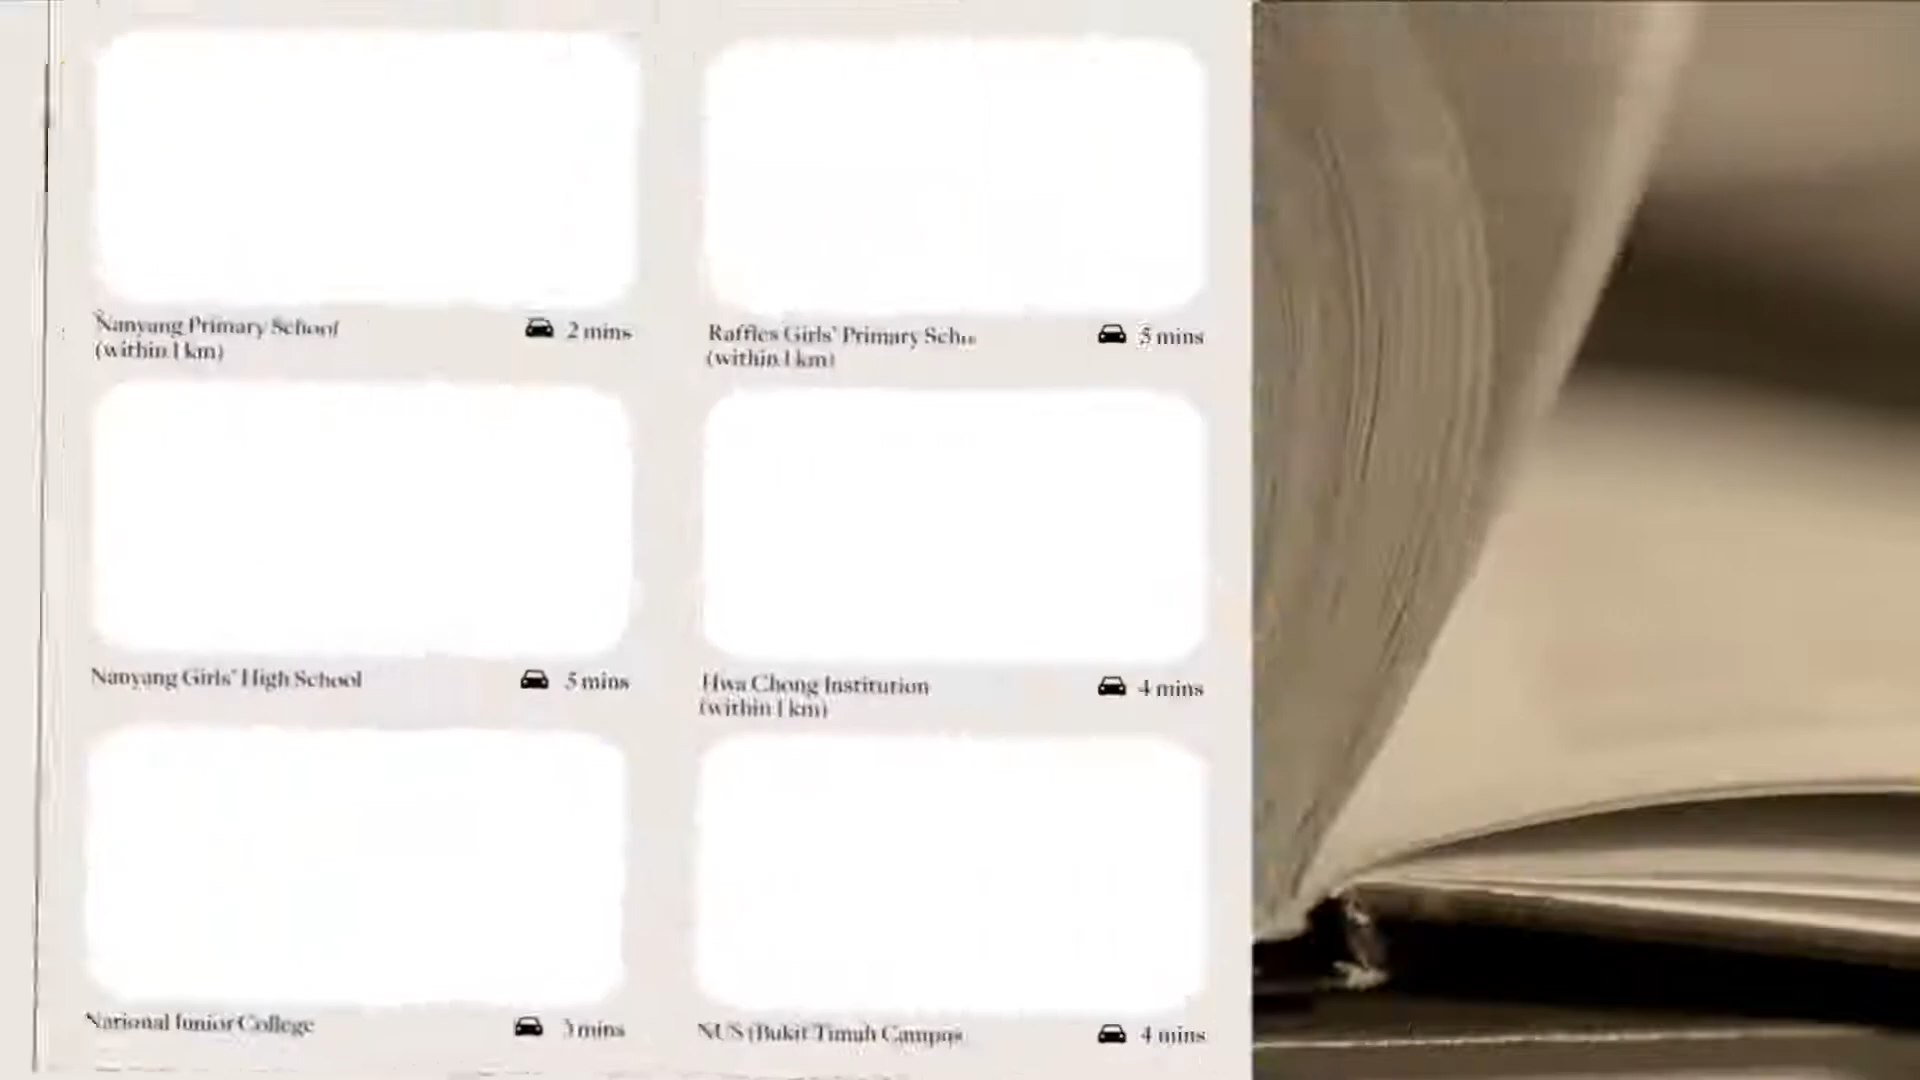 Nanyang Primary School
(within 1 km)
2 mins
Raffles Girls' Primary
(within 1 km)
5 mins
Nanyang Girls' High School
5 mins
Hwa Chong Institution
(within 1 km)
4 mins
National Junior College
3 mins
NUS (Bukit Timah Campus
4 mins